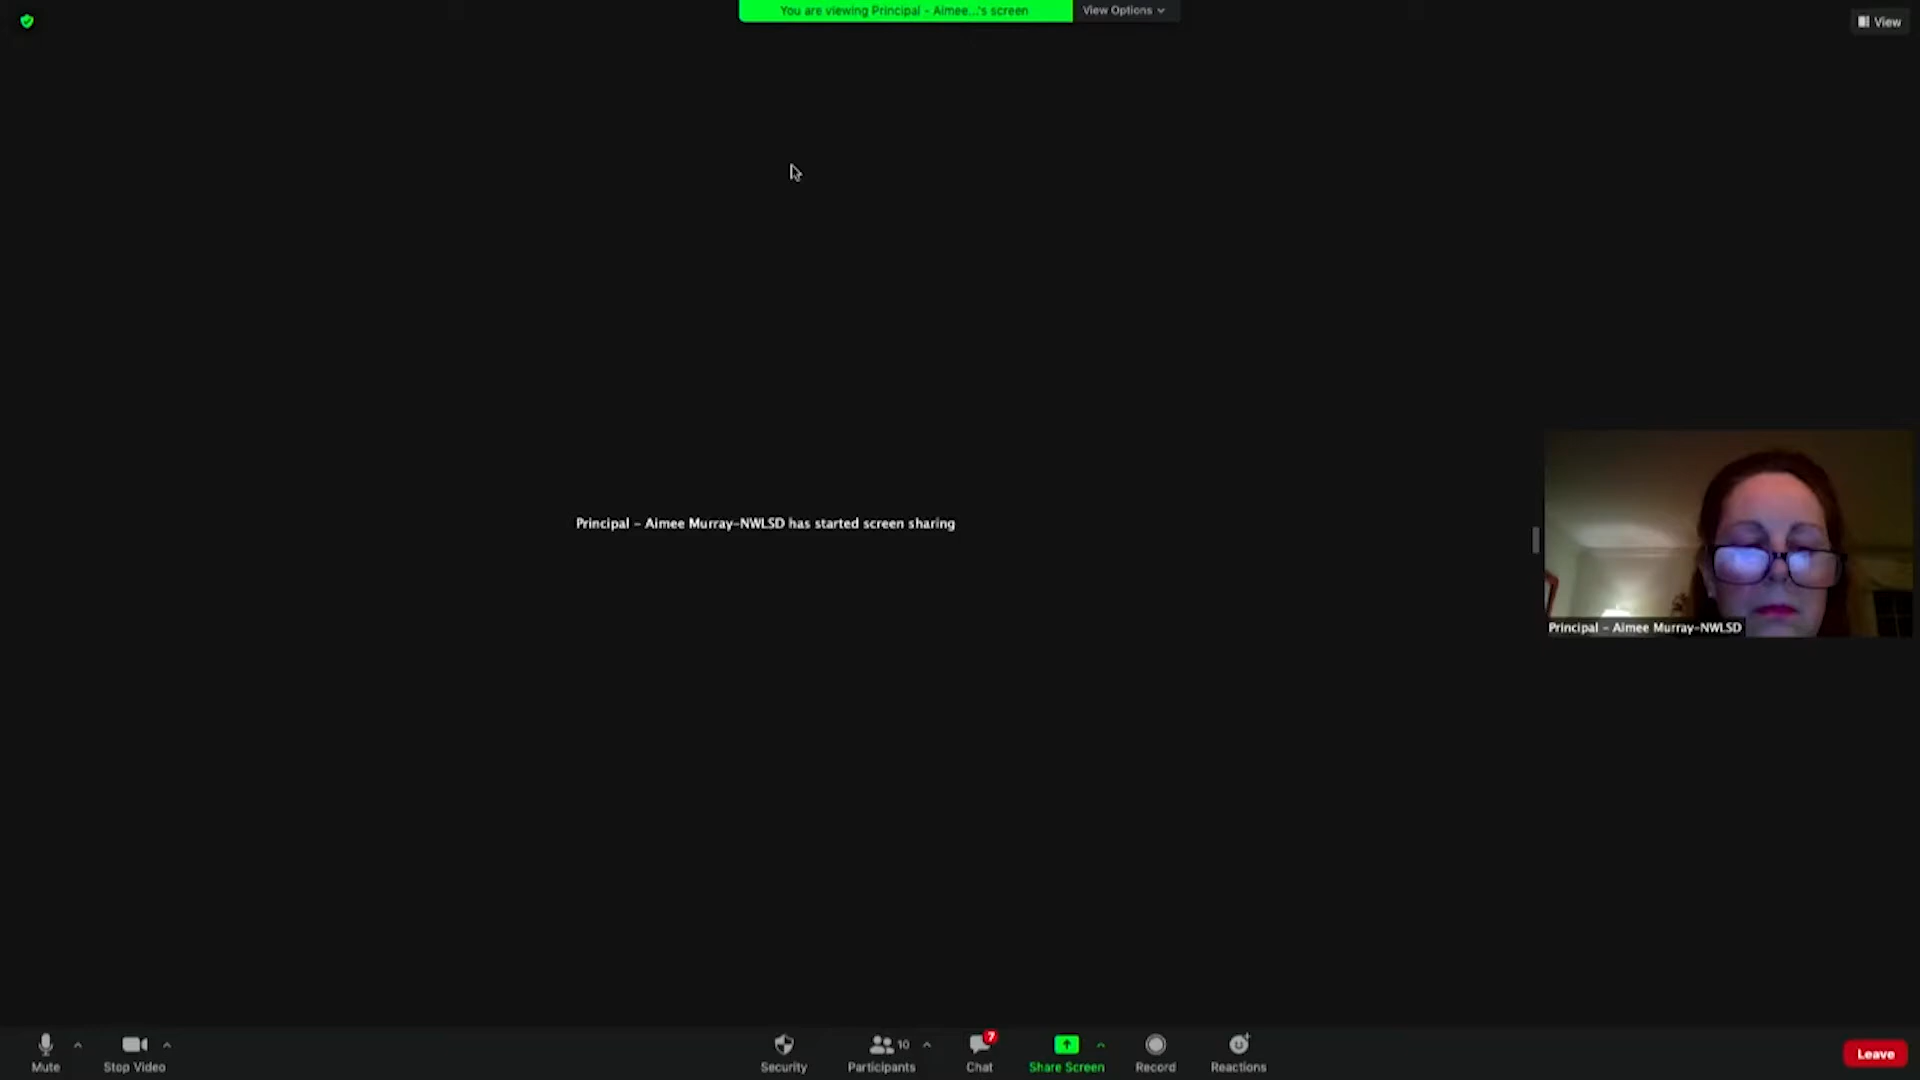 You are viewing Principal - Aimee...'s screen
View Options
View
Principal - Aimee Murray-NWLSD has started screen sharing
Principal - Aimee Murray-NWLSD
Mute
Stop Video
Security
10
Participants
7
Chat
Share Screen
Record
Reactions
Leave